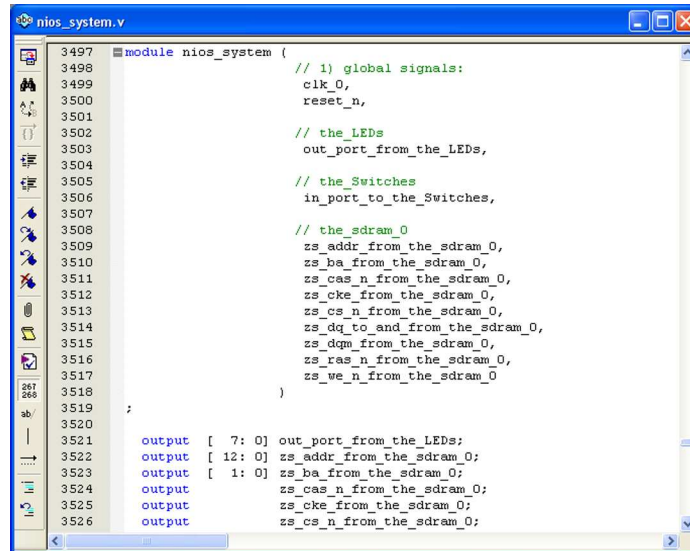 nios_system.v
3497 module nios_system (
3498 // 1) global signals:
3499 clk_0,
3500 reset_n,
3501
3502 // the_LEDs
3503 out_port_from_the_LEDs,
3504
3505 // the_Switches
3506 in_port_to_the_Switches,
3507
3508 // the_sdram_0
3509 zs_addr_from_the_sdram_0,
3510 zs_ba_from_the_sdram_0,
3511 zs_cas_n_from_the_sdram_0,
3512 zs_cke_from_the_sdram_0,
3513 zs_cs_n_from_the_sdram_0,
3514 zs_dq_to_and_from_the_sdram_0,
3515 zs_dqm_from_the_sdram_0,
3516 zs_ras_n_from_the_sdram_0,
3517 zs_we_n_from_the_sdram_0
3518 )
3519 ;
3520
3521 output [ 7: 0] out_port_from_the_LEDs;
3522 output [ 12: 0] zs_addr_from_the_sdram_0;
3523 output [ 1: 0] zs_ba_from_the_sdram_0;
3524 output zs_cas_n_from_the_sdram_0;
3525 output zs_cke_from_the_sdram_0;
3526 output zs_cs_n_from_the_sdram_0;
267
268
ab/